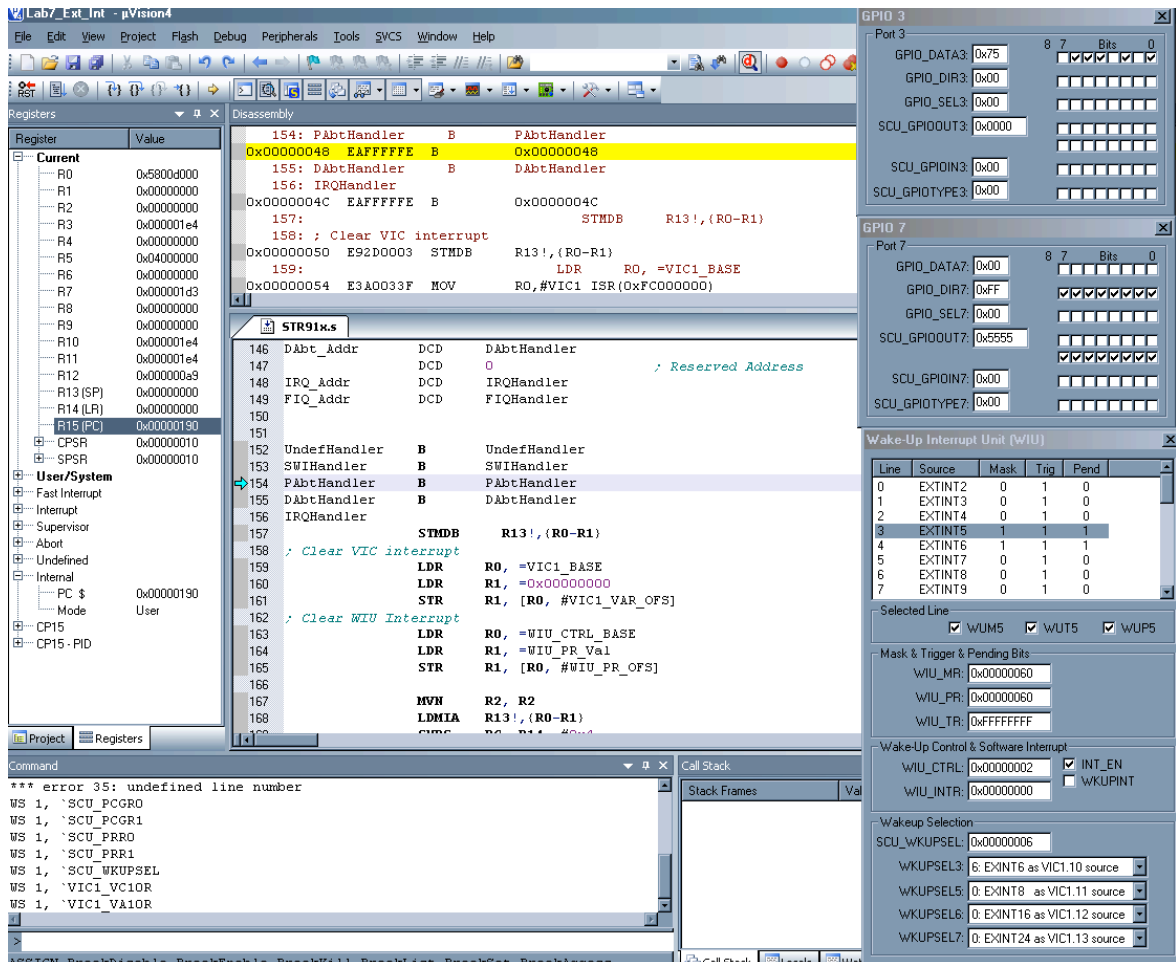 Lab7_Ext_Int - µVision4
File Edit View Project Flash Debug Peripherals Tools SVCS Window Help
Registers
Register Value
Current
R0 0x5800d000
R1 0x00000000
R2 0x00000000
R3 0x000001e4
R4 0x00000000
R5 0x04000000
R6 0x00000000
R7 0x000001d3
R8 0x00000000
R9 0x00000000
R10 0x000001e4
R11 0x000001e4
R12 0x000000a9
R13 (SP) 0x00000000
R14 (LR) 0x00000000
R15 (PC) 0x00000190
CPSR 0x00000010
SPSR 0x00000010
User/System
Fast Interrupt
Interrupt
Supervisor
Abort
Undefined
Internal
PC $ 0x00000190
Mode User
CP15
CP15 - PID
Project Registers
Disassembly
154: PAbtHandler B PAbtHandler
0x00000048 EAFFFFFE B 0x00000048
155: DAbtHandler B DAbtHandler
156: IRQHandler
0x0000004C EAFFFFFE B 0x0000004C
157: STMDB R13!,{R0-R1}
158: ; Clear VIC interrupt
0x00000050 E92D0003 STMDB R13!,{R0-R1}
159: LDR R0, =VIC1_BASE
0x00000054 E3A0033F MOV R0,#VIC1_ISR(0xFC000000)
STR91x.s
146 DAbt_Addr DCD DAbtHandler
147 DCD 0 ; Reserved Address
148 IRQ_Addr DCD IRQHandler
149 FIQ_Addr DCD FIQHandler
150
151
152 UndefHandler B UndefHandler
153 SWIHandler B SWIHandler
154 PAbtHandler B PAbtHandler
155 DAbtHandler B DAbtHandler
156 IRQHandler
157 STMDB R13!,{R0-R1}
158 ; Clear VIC interrupt
159 LDR R0, =VIC1_BASE
160 LDR R1, =0x00000000
161 STR R1, [R0, #VIC1_VAR_OFS]
162 ; Clear WIU Interrupt
163 LDR R0, =WIU_CTRL_BASE
164 LDR R1, =WIU_PR_Val
165 STR R1, [R0, #WIU_PR_OFS]
166
167 MVN R2, R2
168 LDMIA R13!,{R0-R1}
Command
*** error 35: undefined line number
WS 1, `SCU_PCGR0
WS 1, `SCU_PCGR1
WS 1, `SCU_PRR0
WS 1, `SCU_PRR1
WS 1, `SCU_WKUPSEL
WS 1, `VIC1_VC10R
WS 1, `VIC1_VA10R
>
ASSIGN BreakDisable BreakEnable BreakKill BreakList BreakSet BreakAccess
Call Stack
Stack Frames Val
Call Stack Locals
GPIO 3
Port 3
8 7 Bits 0
GPIO_DATA3: 0x75
GPIO_DIR3: 0x00
GPIO_SEL3: 0x00
SCU_GPIOOUT3: 0x0000
SCU_GPIOIN3: 0x00
SCU_GPIOTYPE3: 0x00
GPIO 7
Port 7
8 7 Bits 0
GPIO_DATA7: 0x00
GPIO_DIR7: 0xFF
GPIO_SEL7: 0x00
SCU_GPIOOUT7: 0x5555
SCU_GPIOIN7: 0x00
SCU_GPIOTYPE7: 0x00
Wake-Up Interrupt Unit (WIU)
Line Source Mask Trig Pend
0 EXTINT2 0 1 0
1 EXTINT3 0 1 0
2 EXTINT4 0 1 0
3 EXTINT5 1 1 1
4 EXTINT6 1 1 1
5 EXTINT7 0 1 0
6 EXTINT8 0 1 0
7 EXTINT9 0 1 0
Selected Line
WUM5 WUT5 WUP5
Mask & Trigger & Pending Bits
WIU_MR: 0x00000060
WIU_PR: 0x00000060
WIU_TR: 0xFFFFFFFF
Wake-Up Control & Software Interrupt
WIU_CTRL: 0x00000002 INT_EN
WIU_INTR: 0x00000000 WKUPINT
Wakeup Selection
SCU_WKUPSEL: 0x00000006
WKUPSEL3: 6: EXINT6 as VIC1.10 source
WKUPSEL5: 0: EXINT8 as VIC1.11 source
WKUPSEL6: 0: EXINT16 as VIC1.12 source
WKUPSEL7: 0: EXINT24 as VIC1.13 source